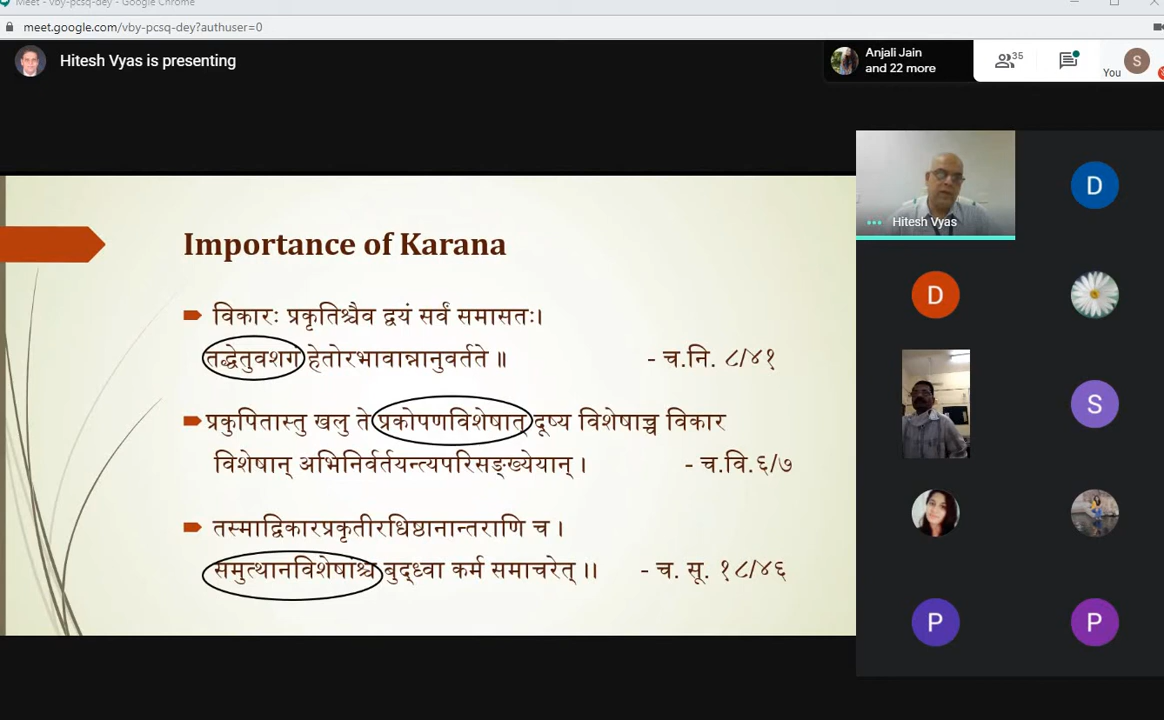 Meet - vby-pcsq-dey - Google Chrome
meet.google.com/vby-pcsq-dey?authuser=0
Hitesh Vyas is presenting
Anjali Jain
and 22 more
35
You
S
Importance of Karana
विकारः प्रकृतिश्चैव द्वयं सर्वं समासतः।
तद्धेतुवशग हेतोरभावान्नानुवर्तते ॥ - च.नि. ८/४१
प्रकुपितास्तु खलु ते प्रकोपणविशेषात् दूष्य विशेषाच्च विकार
विशेषान् अभिनिर्वर्तयन्त्यपरिसङ्ख्येयान् । - च.वि.६/७
तस्माद्विकारप्रकृतीरधिष्ठानान्तराणि च ।
समुत्थानविशेषांश्च बुद्ध्वा कर्म समाचरेत् ।। - च. सू. १८/४६
Hitesh Vyas
D
D
S
P
P